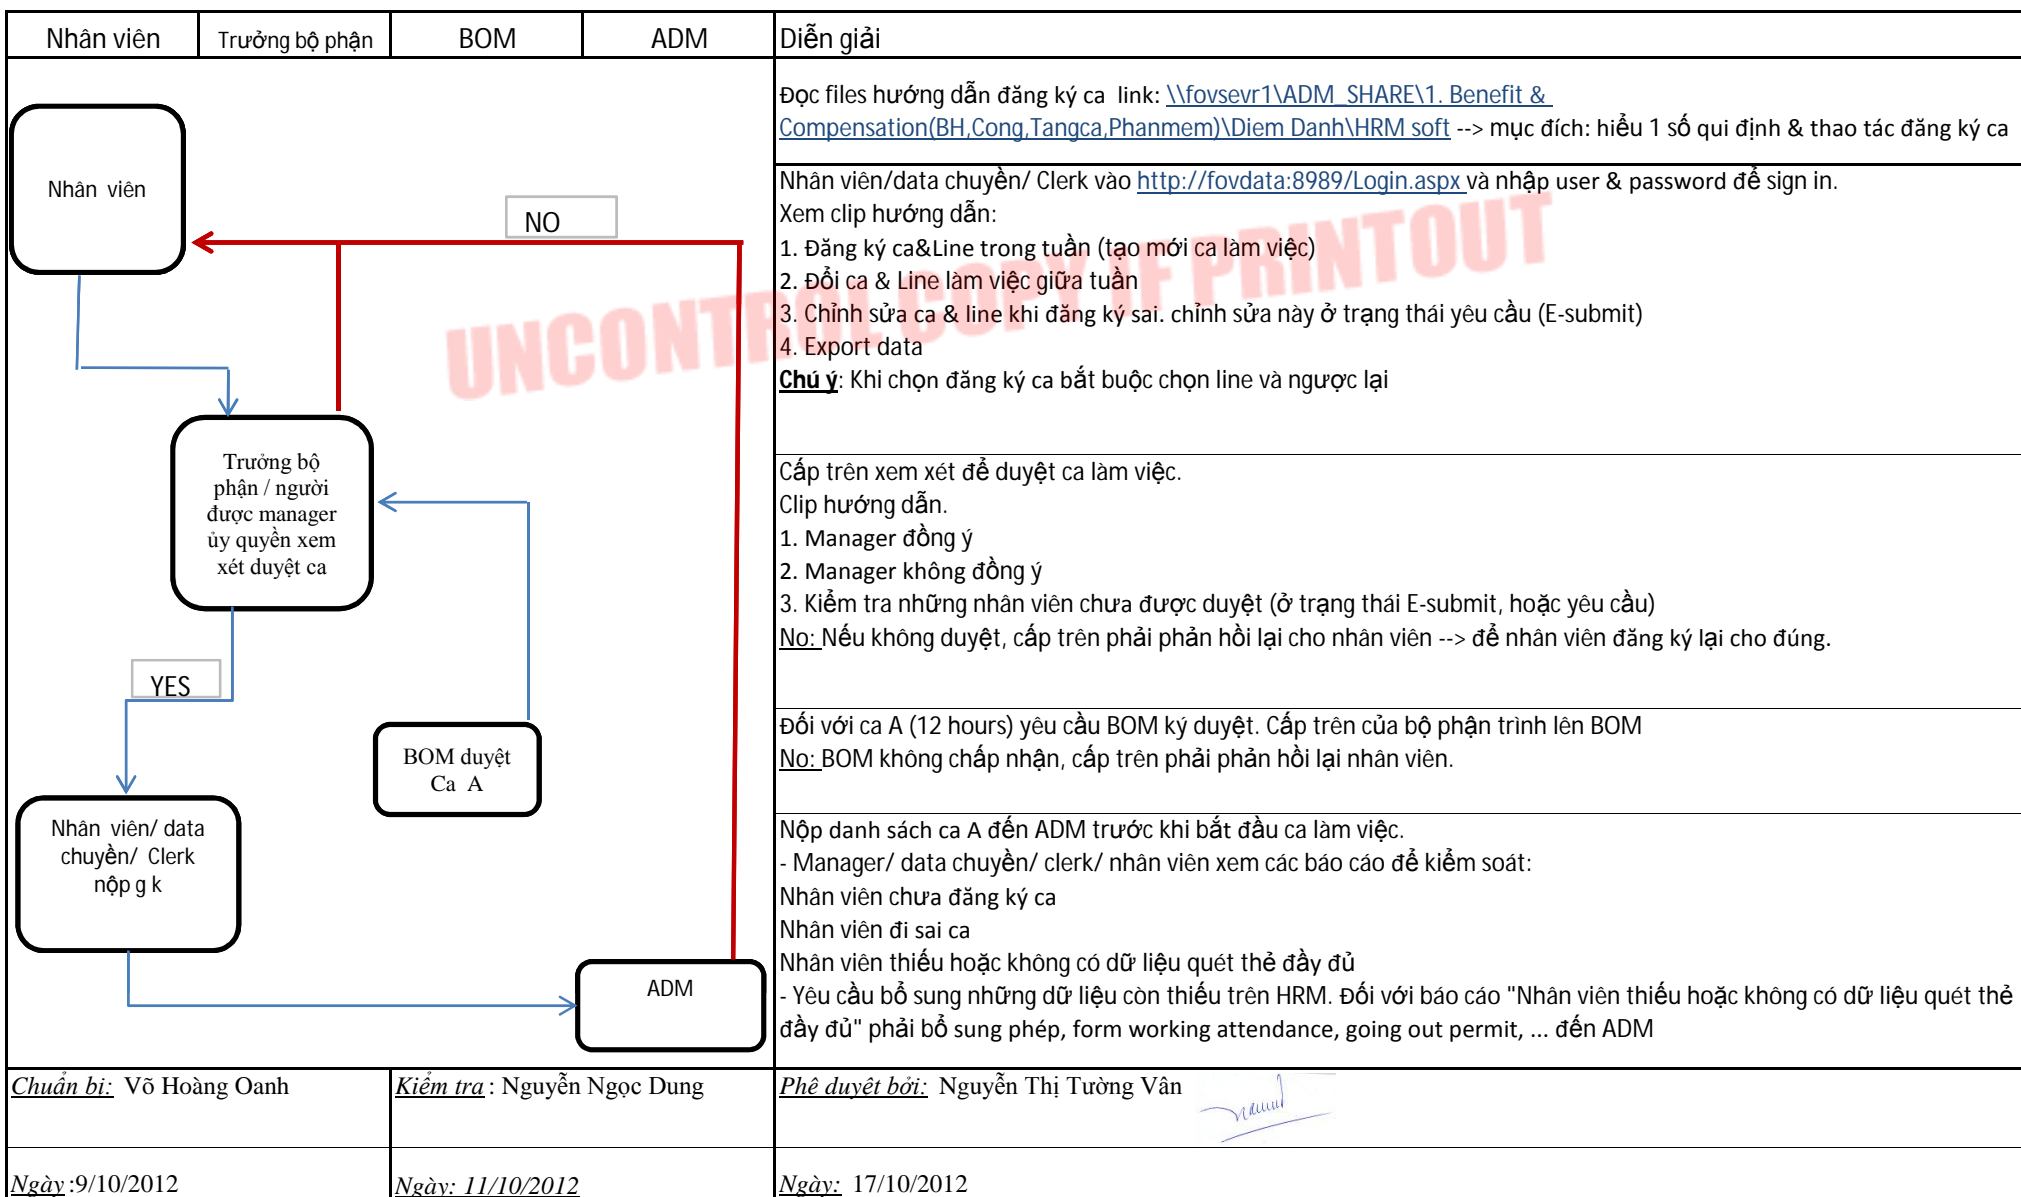 Nhân viên
Trưởng bộ phận
BOM
ADM
Diễn giải
Nhân viên
NO
Trưởng bộ
phận / người
được manager
ủy quyền xem
xét duyệt ca
YES
BOM duyệt
Ca A
Nhân viên/ data
chuyền/ Clerk
nộp g k
ADM
Đọc files hướng dẫn đăng ký ca link: \\fovsevr1\ADM_SHARE\1. Benefit &
Compensation(BH,Cong,Tangca,Phanmem)\Diem Danh\HRM soft --> mục đích: hiểu 1 số qui định & thao tác đăng ký ca
Nhân viên/data chuyền/ Clerk vào http://fovdata:8989/Login.aspx và nhập user & password để sign in.
Xem clip hướng dẫn:
1. Đăng ký ca&Line trong tuần (tạo mới ca làm việc)
2. Đổi ca & Line làm việc giữa tuần
3. Chỉnh sửa ca & line khi đăng ký sai. chỉnh sửa này ở trạng thái yêu cầu (E-submit)
4. Export data
Chú ý: Khi chọn đăng ký ca bắt buộc chọn line và ngược lại
UNCONTROL COPY IF PRINTOUT
Cấp trên xem xét để duyệt ca làm việc.
Clip hướng dẫn.
1. Manager đồng ý
2. Manager không đồng ý
3. Kiểm tra những nhân viên chưa được duyệt (ở trạng thái E-submit, hoặc yêu cầu)
No: Nếu không duyệt, cấp trên phải phản hồi lại cho nhân viên --> để nhân viên đăng ký lại cho đúng.
Đối với ca A (12 hours) yêu cầu BOM ký duyệt. Cấp trên của bộ phận trình lên BOM
No: BOM không chấp nhận, cấp trên phải phản hồi lại nhân viên.
Nộp danh sách ca A đến ADM trước khi bắt đầu ca làm việc.
- Manager/ data chuyền/ clerk/ nhân viên xem các báo cáo để kiểm soát:
Nhân viên chưa đăng ký ca
Nhân viên đi sai ca
Nhân viên thiếu hoặc không có dữ liệu quét thẻ đầy đủ
- Yêu cầu bổ sung những dữ liệu còn thiếu trên HRM. Đối với báo cáo "Nhân viên thiếu hoặc không có dữ liệu quét thẻ
đầy đủ" phải bổ sung phép, form working attendance, going out permit, ... đến ADM
Chuẩn bi: Võ Hoàng Oanh
Kiểm tra : Nguyễn Ngọc Dung
Phê duyêt bởi: Nguyễn Thị Tường Vân
Ngày :9/10/2012
Ngày: 11/10/2012
Ngày: 17/10/2012